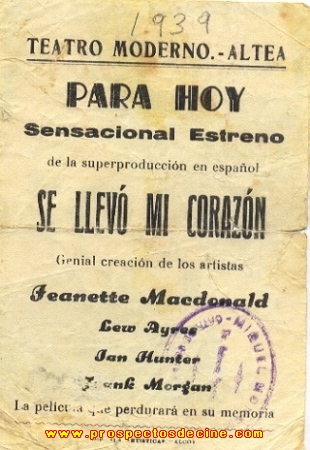 1939
TEATRO MODERNO.-ALTEA
PARA HOY
Sensacional Estreno
de la superproducción en español
SE LLEVÓ MI CORAZÓN
Genial creación de los artistas
Jeanette Macdonald
Lew Ayres
Ian Hunter
Frank Morgan
MIGUEL
La película que perdurará en su memoria
www.prospectosdecine.com
ALCOY